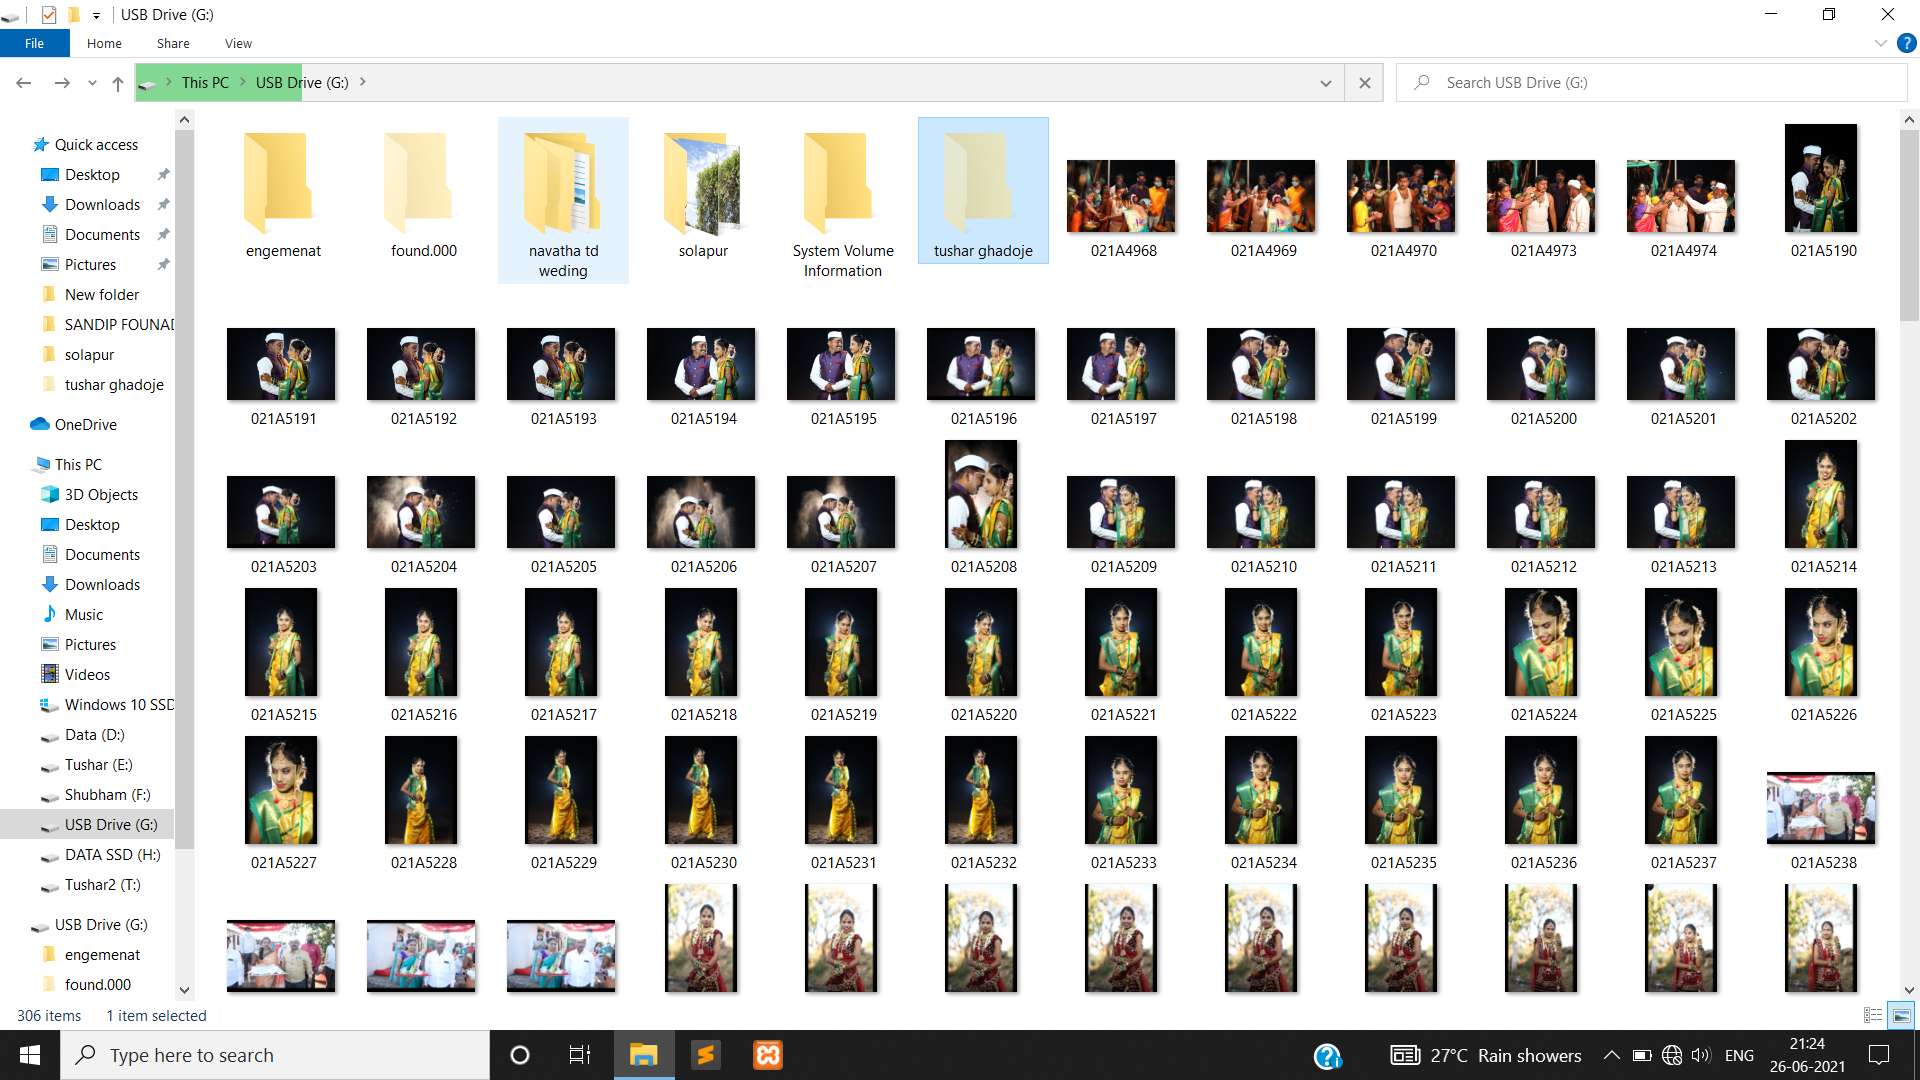 USB Drive (G:)
File Home Share View
This PC USB Drive (G:)
Search USB Drive (G:)
Quick access
Desktop
Downloads
Documents
Pictures
New folder
SANDIP FOUNAD
solapur
tushar ghadoje
OneDrive
This PC
3D Objects
Desktop
Documents
Downloads
Music
Pictures
Videos
Windows 10 SSD
Data (D:)
Tushar (E:)
Shubham (F:)
USB Drive (G:)
DATA SSD (H:)
Tushar2 (T:)
USB Drive (G:)
engemenat
found.000
engemenat
found.000
navatha td
weding
solapur
System Volume
Information
tushar ghadoje
021A4968 021A4969 021A4970 021A4973 021A4974 021A5190
021A5191 021A5192 021A5193 021A5194 021A5195 021A5196 021A5197 021A5198 021A5199 021A5200 021A5201 021A5202
021A5203 021A5204 021A5205 021A5206 021A5207 021A5208 021A5209 021A5210 021A5211 021A5212 021A5213 021A5214
021A5215 021A5216 021A5217 021A5218 021A5219 021A5220 021A5221 021A5222 021A5223 021A5224 021A5225 021A5226
021A5227 021A5228 021A5229 021A5230 021A5231 021A5232 021A5233 021A5234 021A5235 021A5236 021A5237 021A5238
306 items 1 item selected
Type here to search
27°C Rain showers
ENG
21:24
26-06-2021